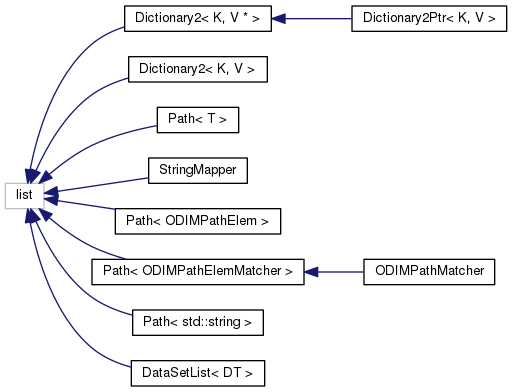 Dictionary2< K, V * >
Dictionary2Ptr< K, V >
Dictionary2< K, V >
Path< T >
StringMapper
list
Path< ODIMPathElem >
Path< ODIMPathElemMatcher >
ODIMPathMatcher
Path< std::string >
DataSetList< DT >